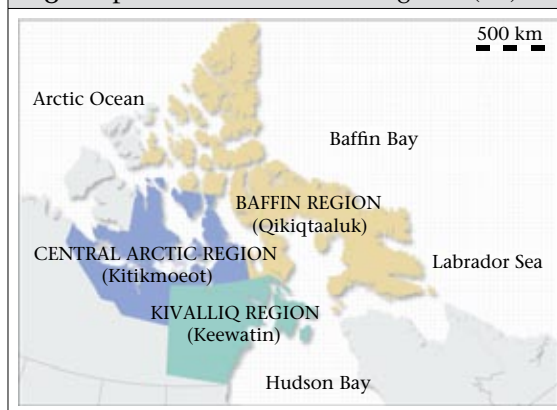 500 km
Arctic Ocean
Baffin Bay
BAFFIN REGION
(Qikiqtaaluk)
CENTRAL ARCTIC REGION
(Kitikmoeot)
Labrador Sea
KIVALLIQ REGION
(Keewatin)
Hudson Bay